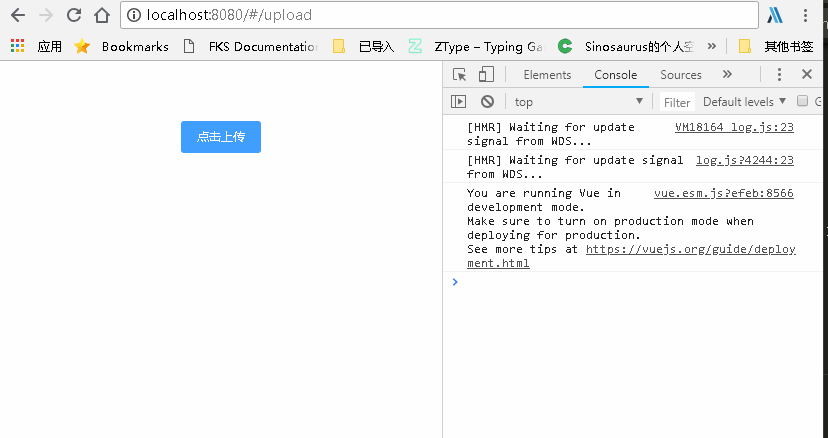 localhost:8080/#/upload
应用 Bookmarks FKS Documentation 已导入 ZType – Typing Ga Sinosaurus的个人空 » 其他书签
Elements Console Sources »
top Filter Default levels G
点击上传
[HMR] Waiting for update VM18164 log.js:23
signal from WDS...
[HMR] Waiting for update signal log.js?4244:23
from WDS...
You are running Vue in vue.esm.js?efeb:8566
development mode.
Make sure to turn on production mode when
deploying for production.
See more tips at https://vuejs.org/guide/deploy
ment.html